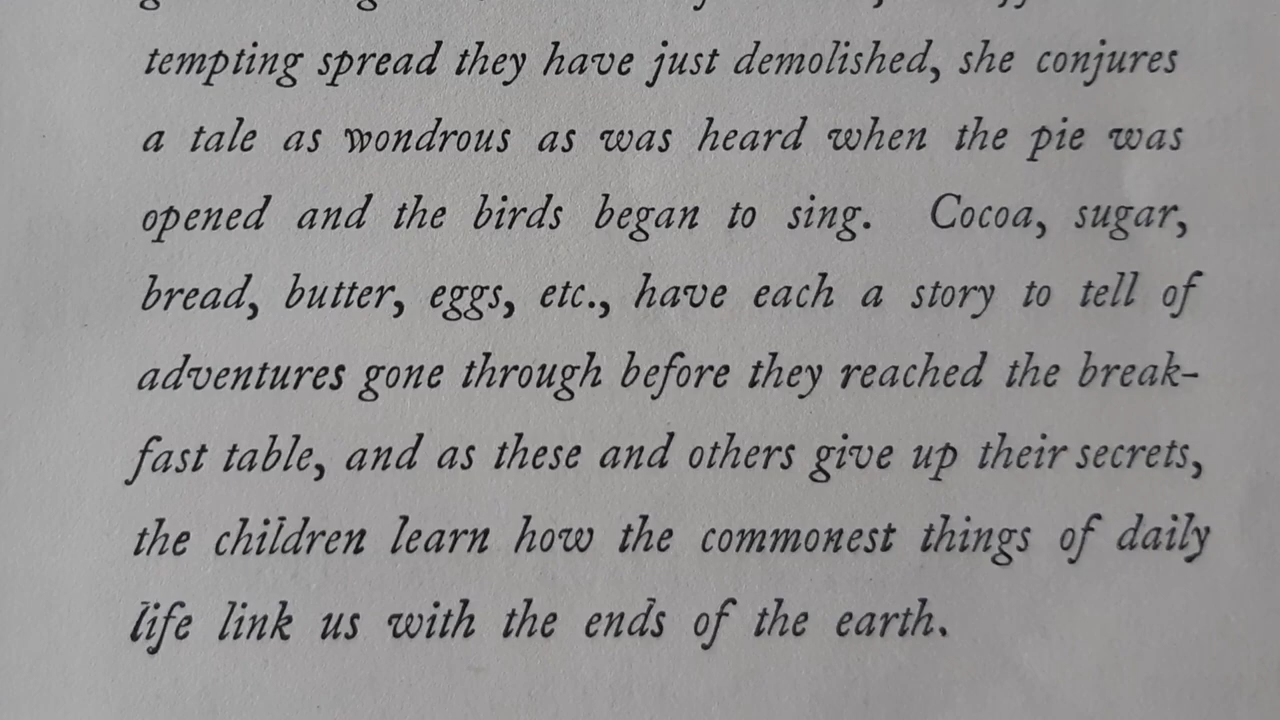 tempting spread they have just demolished, she conjures
a tale as wondrous as was heard when the pie was
opened and the birds began to sing. Cocoa, sugar,
bread, butter, eggs, etc., have each a story to tell of
adventures gone through before they reached the break-
fast table, and as these and others give up their secrets,
the children learn how the commonest things of daily
life link us with the ends of the earth.